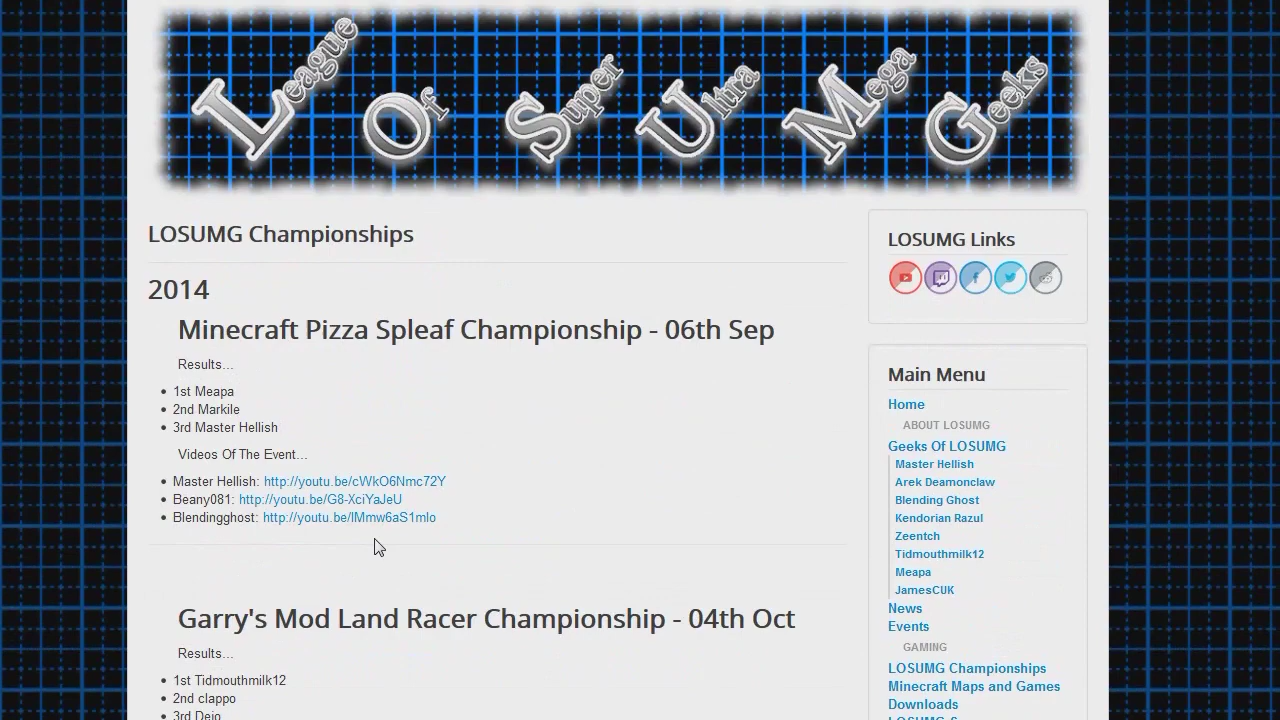 League Of Super Ultra Mega Geeks
LOSUMG Championships
2014
Minecraft Pizza Spleaf Championship - 06th Sep
Results...
1st Meapa
2nd Markile
3rd Master Hellish
Videos Of The Event...
Master Hellish: http://youtu.be/cWkO6Nmc72Y
Beany081: http://youtu.be/G8-XciYaJeU
Blendingghost: http://youtu.be/IMmw6aS1mlo
Garry's Mod Land Racer Championship - 04th Oct
Results...
1st Tidmouthmilk12
2nd clappo
3rd Dejo
LOSUMG Links
Main Menu
Home
ABOUT LOSUMG
Geeks Of LOSUMG
Master Hellish
Arek Deamonclaw
Blending Ghost
Kendorian Razul
Zeentch
Tidmouthmilk12
Meapa
JamesCUK
News
Events
GAMING
LOSUMG Championships
Minecraft Maps and Games
Downloads